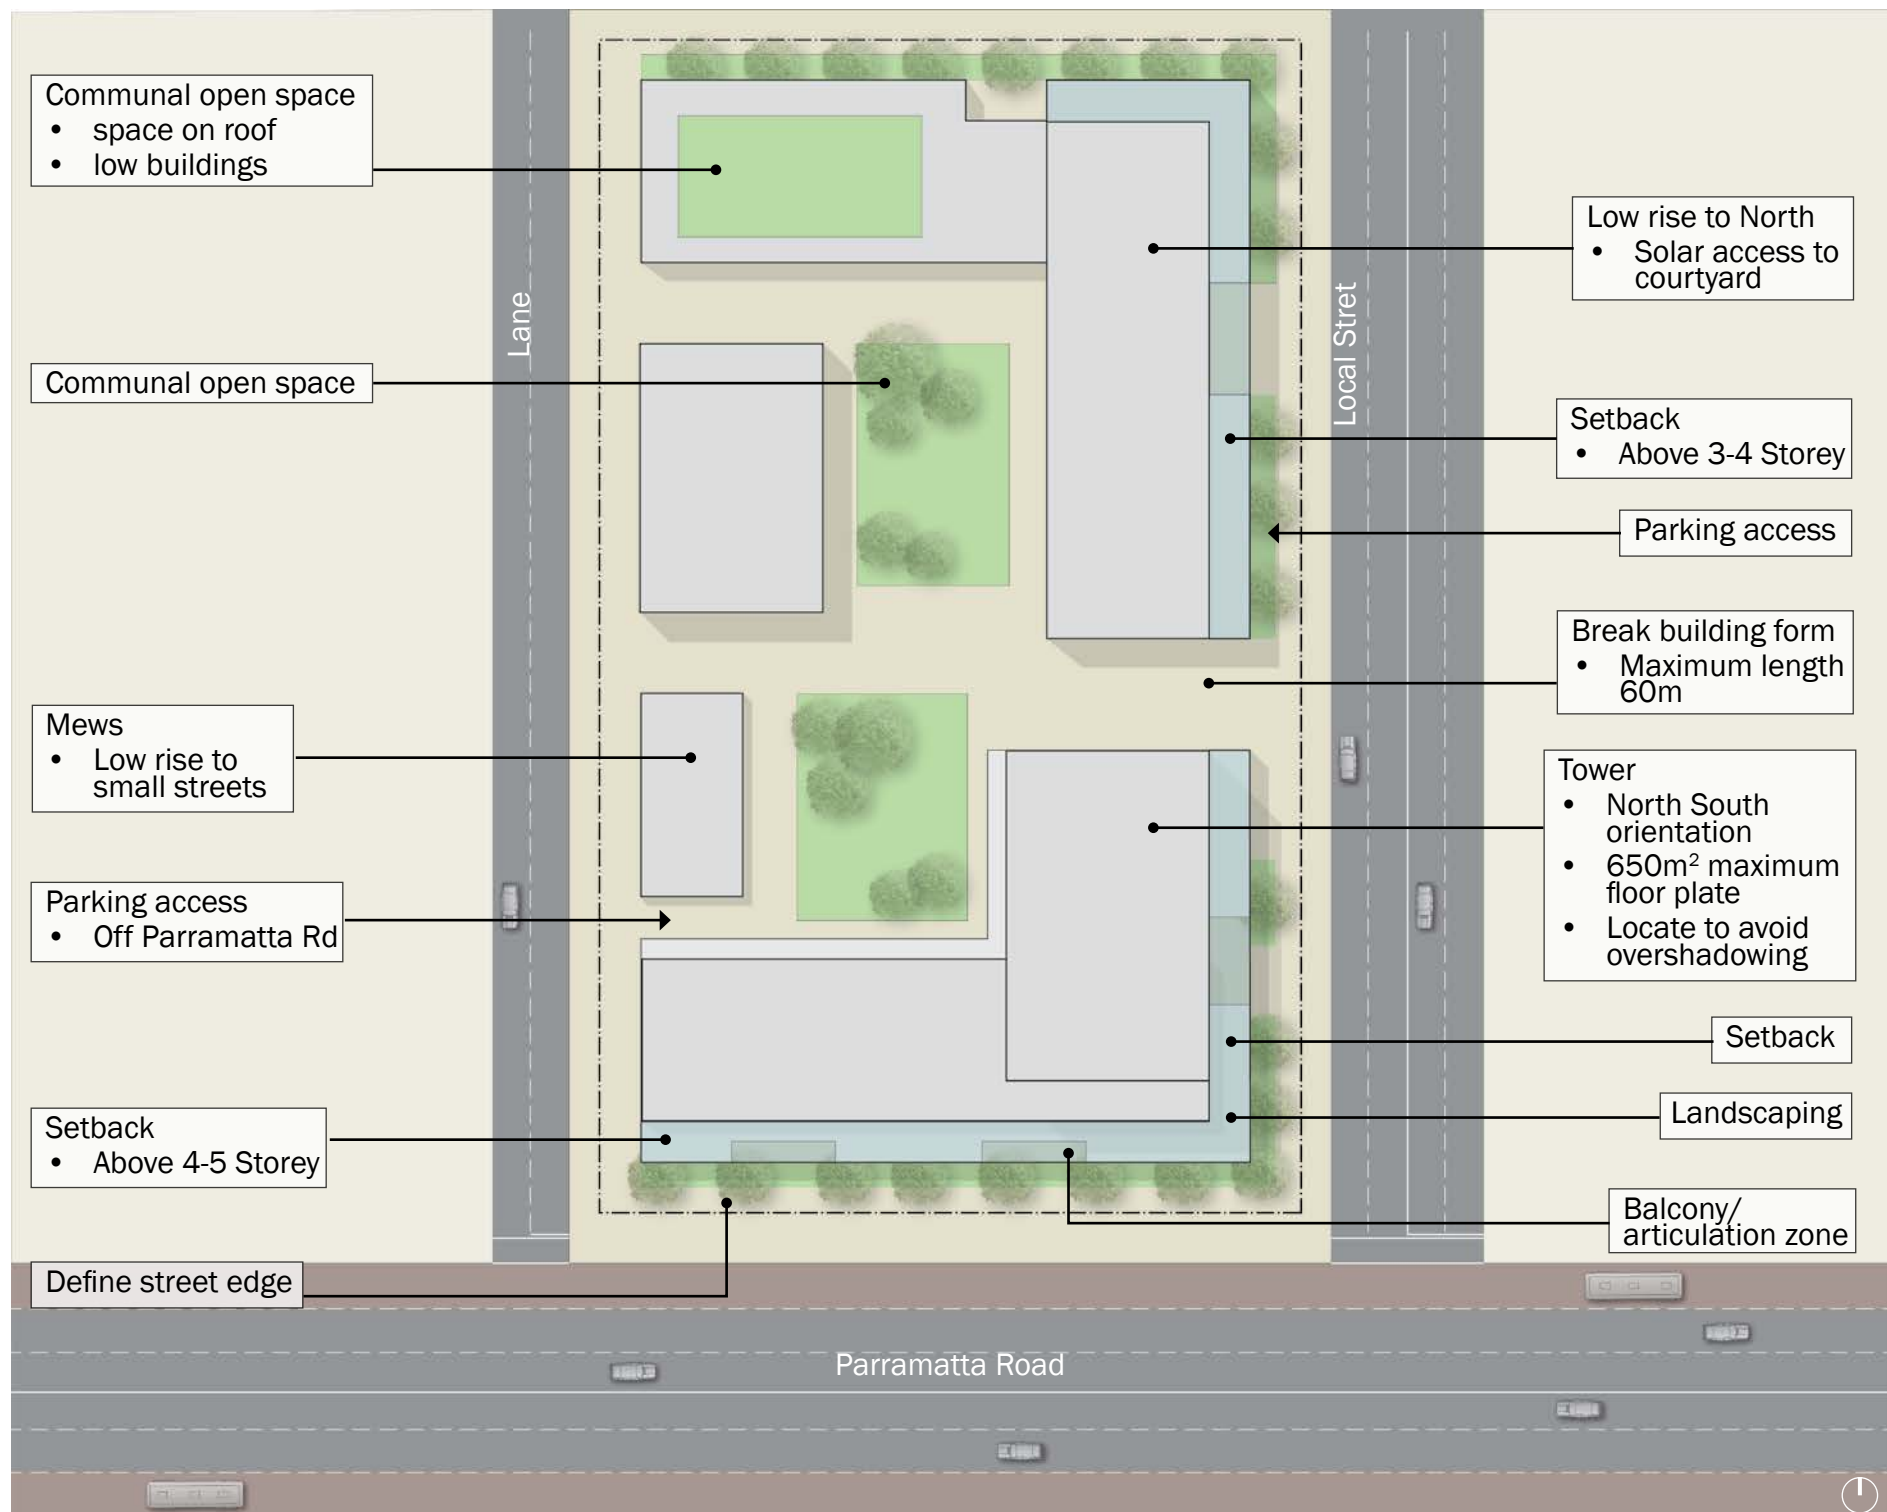 Communal open space
• space on roof
• low buildings
Communal open space
Mews
• Low rise to
small streets
Parking access
• Off Parramatta Rd
Setback
• Above 4-5 Storey
Define street edge
Lane
Local Stret
Low rise to North
• Solar access to
courtyard
Setback
• Above 3-4 Storey
Parking access
Break building form
• Maximum length
60m
Tower
• North South
orientation
• 650m² maximum
floor plate
• Locate to avoid
overshadowing
Setback
Landscaping
Balcony/
articulation zone
Parramatta Road